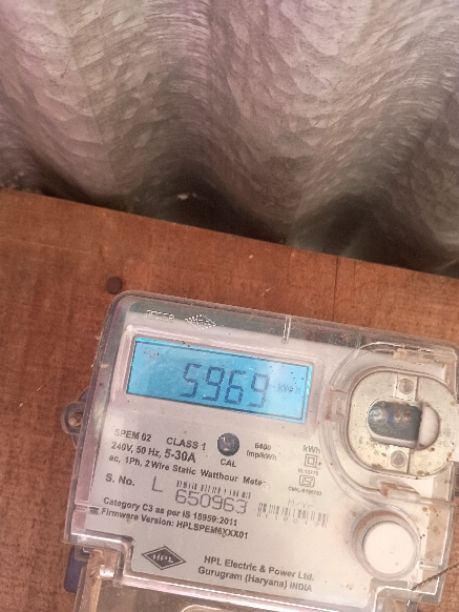 5969 kWh
SPEM 02 CLASS 1 6400 imp/kWh kWh
240V, 50 Hz, 5-30A CAL
ac, 1Ph, 2 Wire Static Watthour Meter
S. No. L 650963
Category C3 as per IS 15959:2011
Firmware Version: HPLSPEM6XXX01
HPL
HPL Electric & Power Ltd.
Gurugram (Haryana) INDIA